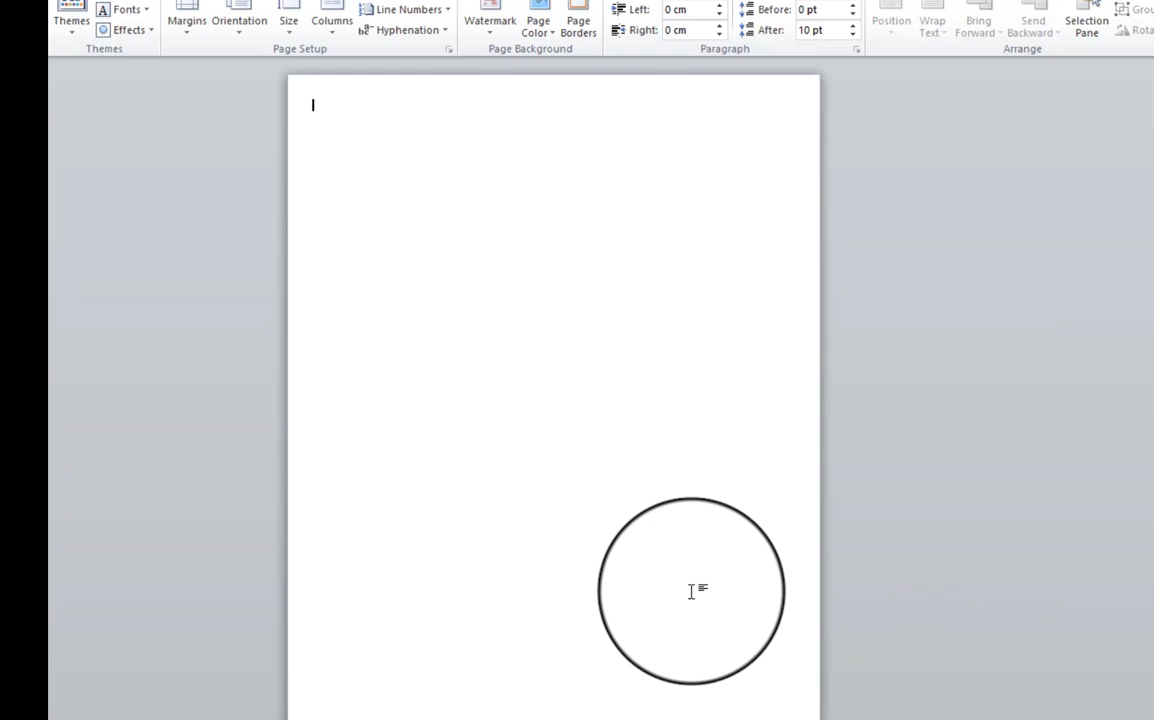 Fonts
Line Numbers
Left: 0 cm
Before: 0 pt
Themes
Margins Orientation Size Columns
Watermark Page Color
Page Borders
Position Wrap Text
Bring Forward
Send Backward
Selection Pane
Effects
Hyphenation
Right: 0 cm
After: 10 pt
Themes
Page Setup
Page Background
Paragraph
Arrange